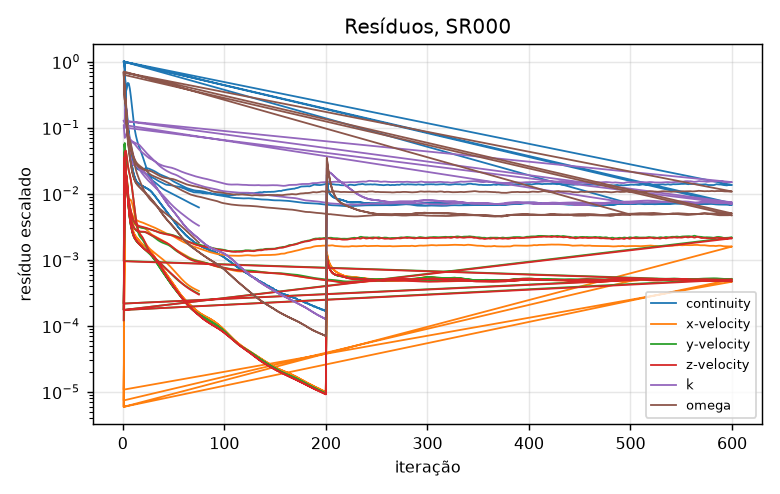 Resíduos, SR000
resíduo escalado
10⁰
10⁻¹
10⁻²
10⁻³
10⁻⁴
10⁻⁵
continuity
x-velocity
y-velocity
z-velocity
k
omega
0 100 200 300 400 500 600
iteração